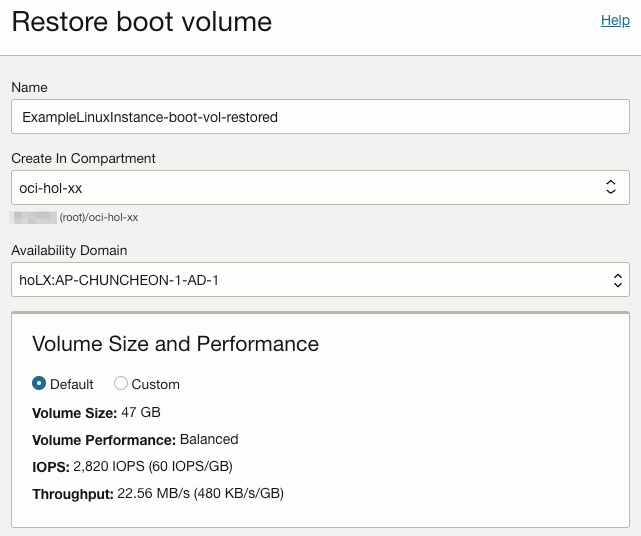 Restore boot volume
Help
Name
ExampleLinuxInstance-boot-vol-restored
Create In Compartment
oci-hol-xx
(root)/oci-hol-xx
Availability Domain
hoLX:AP-CHUNCHEON-1-AD-1
Volume Size and Performance
Default Custom
Volume Size: 47 GB
Volume Performance: Balanced
IOPS: 2,820 IOPS (60 IOPS/GB)
Throughput: 22.56 MB/s (480 KB/s/GB)